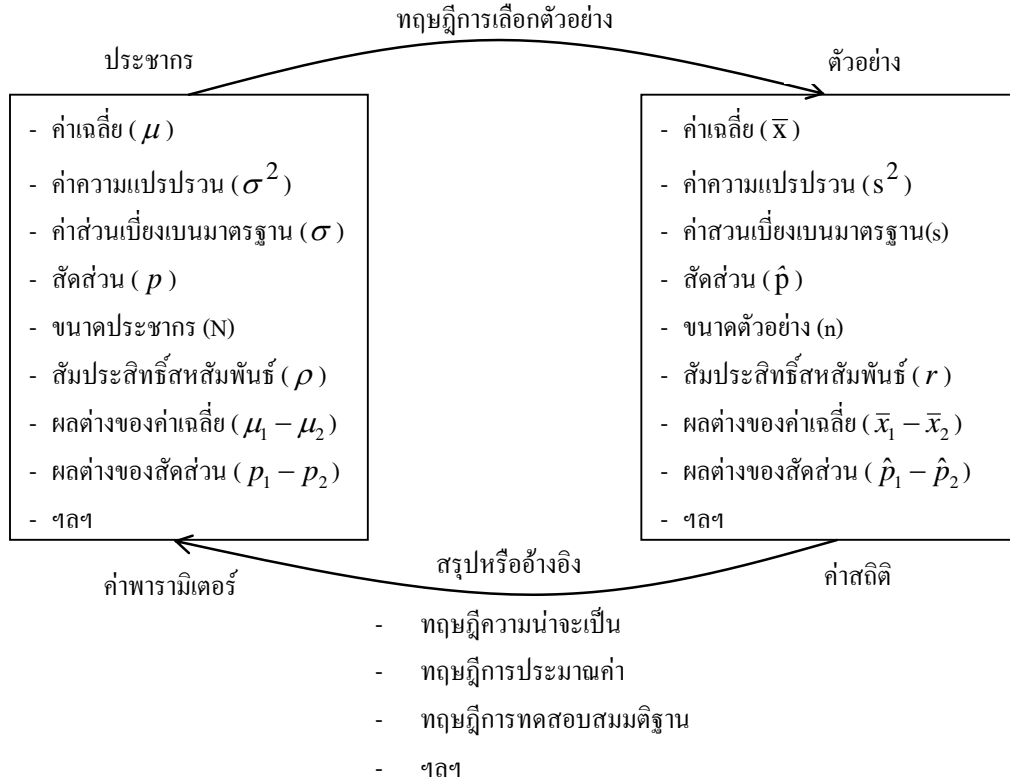 ทฤษฎีการเลือกตัวอย่าง
ประชากร
- ค่าเฉลี่ย ( μ )
- ค่าความแปรปรวน ( σ² )
- ค่าส่วนเบี่ยงเบนมาตรฐาน ( σ )
- สัดส่วน ( p )
- ขนาดประชากร (N)
- สัมประสิทธิ์สหสัมพันธ์ ( ρ )
- ผลต่างของค่าเฉลี่ย ( μ₁ − μ₂ )
- ผลต่างของสัดส่วน ( p₁ − p₂ )
- ฯลฯ
ค่าพารามิเตอร์
ตัวอย่าง
- ค่าเฉลี่ย ( x̅ )
- ค่าความแปรปรวน ( s² )
- ค่าสวนเบี่ยงเบนมาตรฐาน(s)
- สัดส่วน ( p̂ )
- ขนาดตัวอย่าง (n)
- สัมประสิทธิ์สหสัมพันธ์ ( r )
- ผลต่างของค่าเฉลี่ย ( x̅₁ − x̅₂ )
- ผลต่างของสัดส่วน ( p̂₁ − p̂₂ )
- ฯลฯ
ค่าสถิติ
สรุปหรืออ้างอิง
- ทฤษฎีความน่าจะเป็น
- ทฤษฎีการประมาณค่า
- ทฤษฎีการทดสอบสมมติฐาน
- ฯลฯ